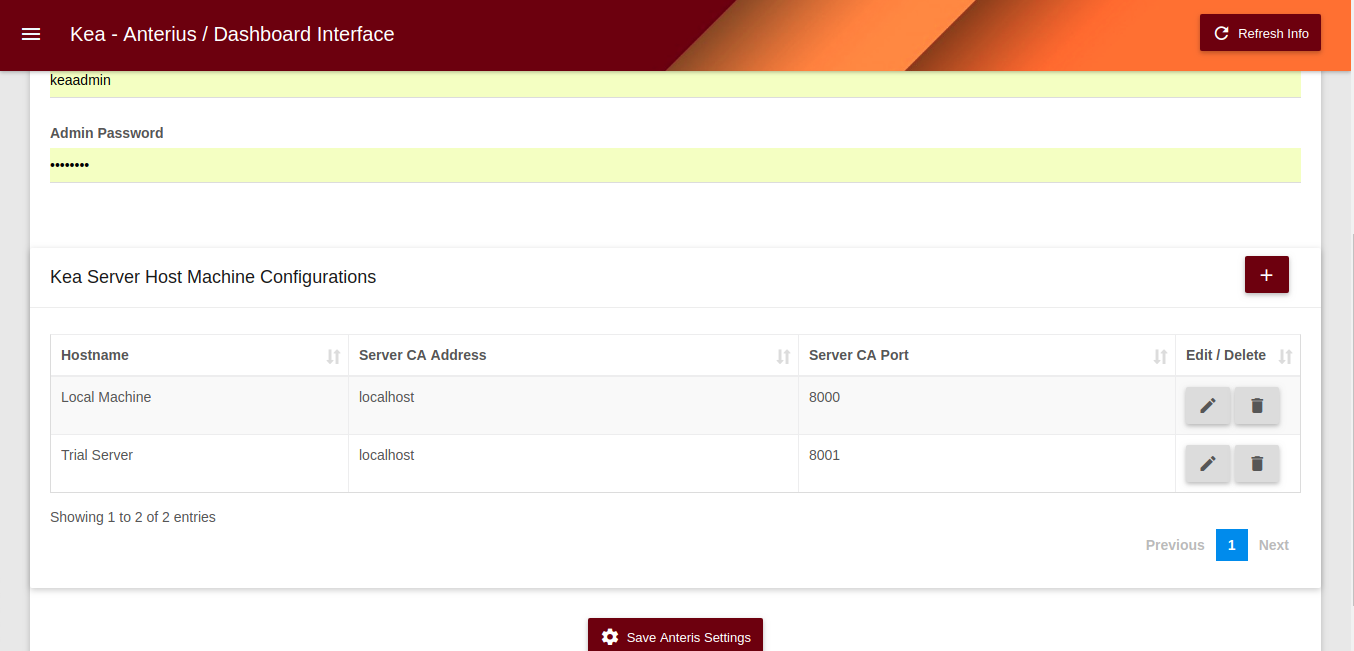 Kea - Anterius / Dashboard Interface
Refresh Info
keaadmin
Admin Password
••••••••
Kea Server Host Machine Configurations
+
Hostname Server CA Address Server CA Port Edit / Delete
Local Machine localhost 8000
Trial Server localhost 8001
Showing 1 to 2 of 2 entries
Previous 1 Next
Save Anteris Settings